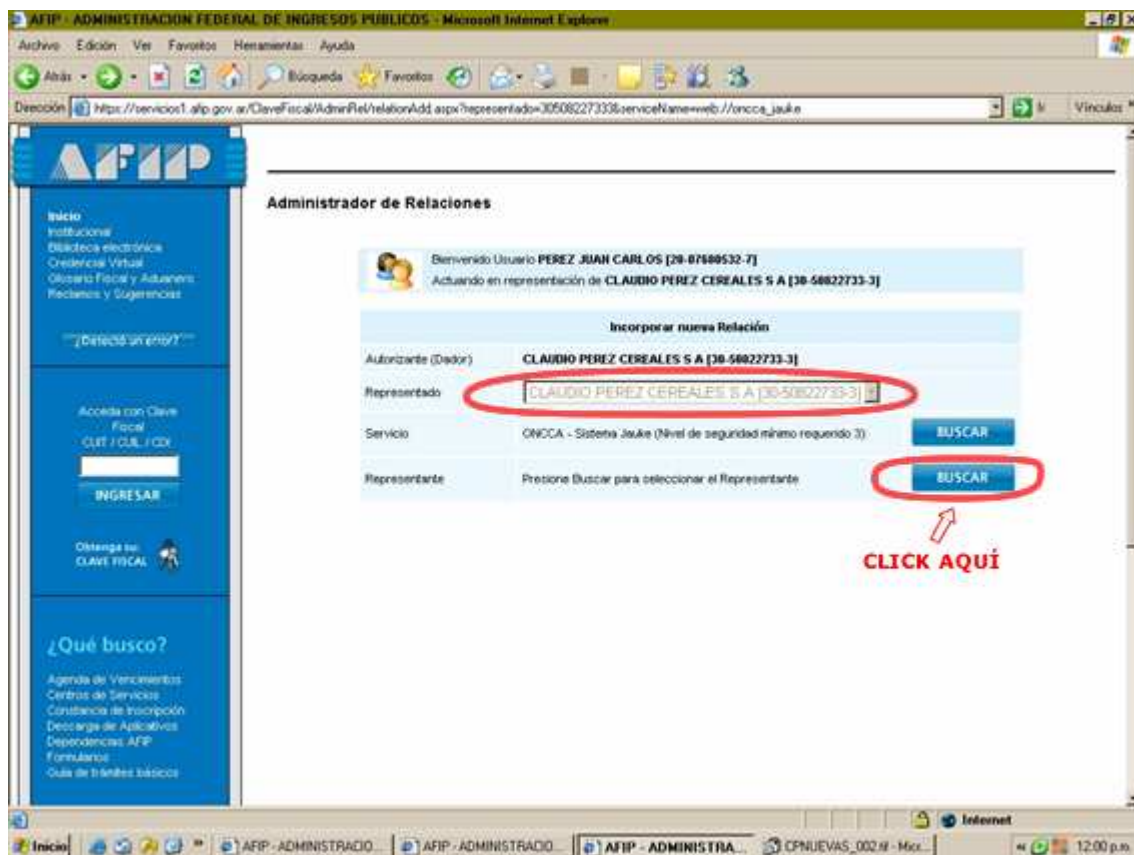 AFIP - ADMINISTRACION FEDERAL DE INGRESOS PUBLICOS - Microsoft Internet Explorer
Archivo Edición Ver Favoritos Herramientas Ayuda
Atrás Búsqueda Favoritos
Dirección https://servicios1.afip.gov.ar/ClaveFiscal/AdminRel/relationAdd.aspx?representado=30508227333&serviceName=web://oncca_jauke Ir Vínculos
AFIP
Inicio
Institucional
Biblioteca electrónica
Credencial Virtual
Glosario Fiscal y Aduanero
Reclamos y Sugerencias
¿Detectó un error?
Acceda con Clave
Fiscal
CUIT / CUIL / CDI
INGRESAR
Obtenga su:
CLAVE FISCAL
¿Qué busco?
Agenda de Vencimientos
Centros de Servicios
Constancia de Inscripción
Descarga de Aplicativos
Dependencias AFIP
Formularios
Guía de trámites básicos
Administrador de Relaciones
Bienvenido Usuario PEREZ JUAN CARLOS [20-07680532-7]
Actuando en representación de CLAUDIO PEREZ CEREALES S A [30-50822733-3]
Incorporar nueva Relación
Autorizante (Dador) CLAUDIO PEREZ CEREALES S A [30-50822733-3]
Representado CLAUDIO PEREZ CEREALES S A [30-50822733-3]
Servicio ONCCA - Sistema Jauke (Nivel de seguridad mínimo requerido 3) BUSCAR
Representante Presione Buscar para seleccionar el Representante BUSCAR
CLICK AQUÍ
Internet
Inicio AFIP - ADMINISTRACIO... AFIP - ADMINISTRACIO... AFIP - ADMINISTRA... CPNUEVAS_002.tif - Micr... 12:00 p.m.